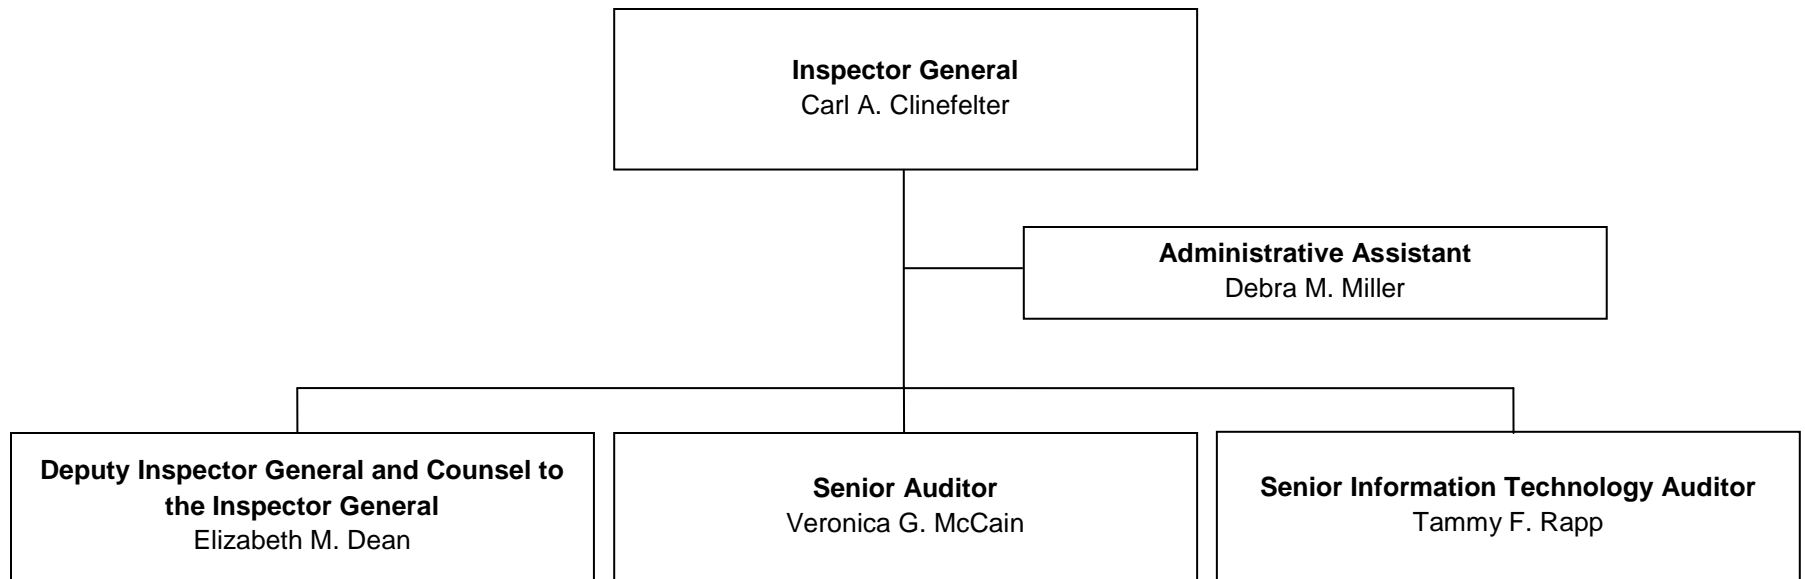 Inspector General
Carl A. Clinefelter
Administrative Assistant
Debra M. Miller
Deputy Inspector General and Counsel to
the Inspector General
Elizabeth M. Dean
Senior Auditor
Veronica G. McCain
Senior Information Technology Auditor
Tammy F. Rapp